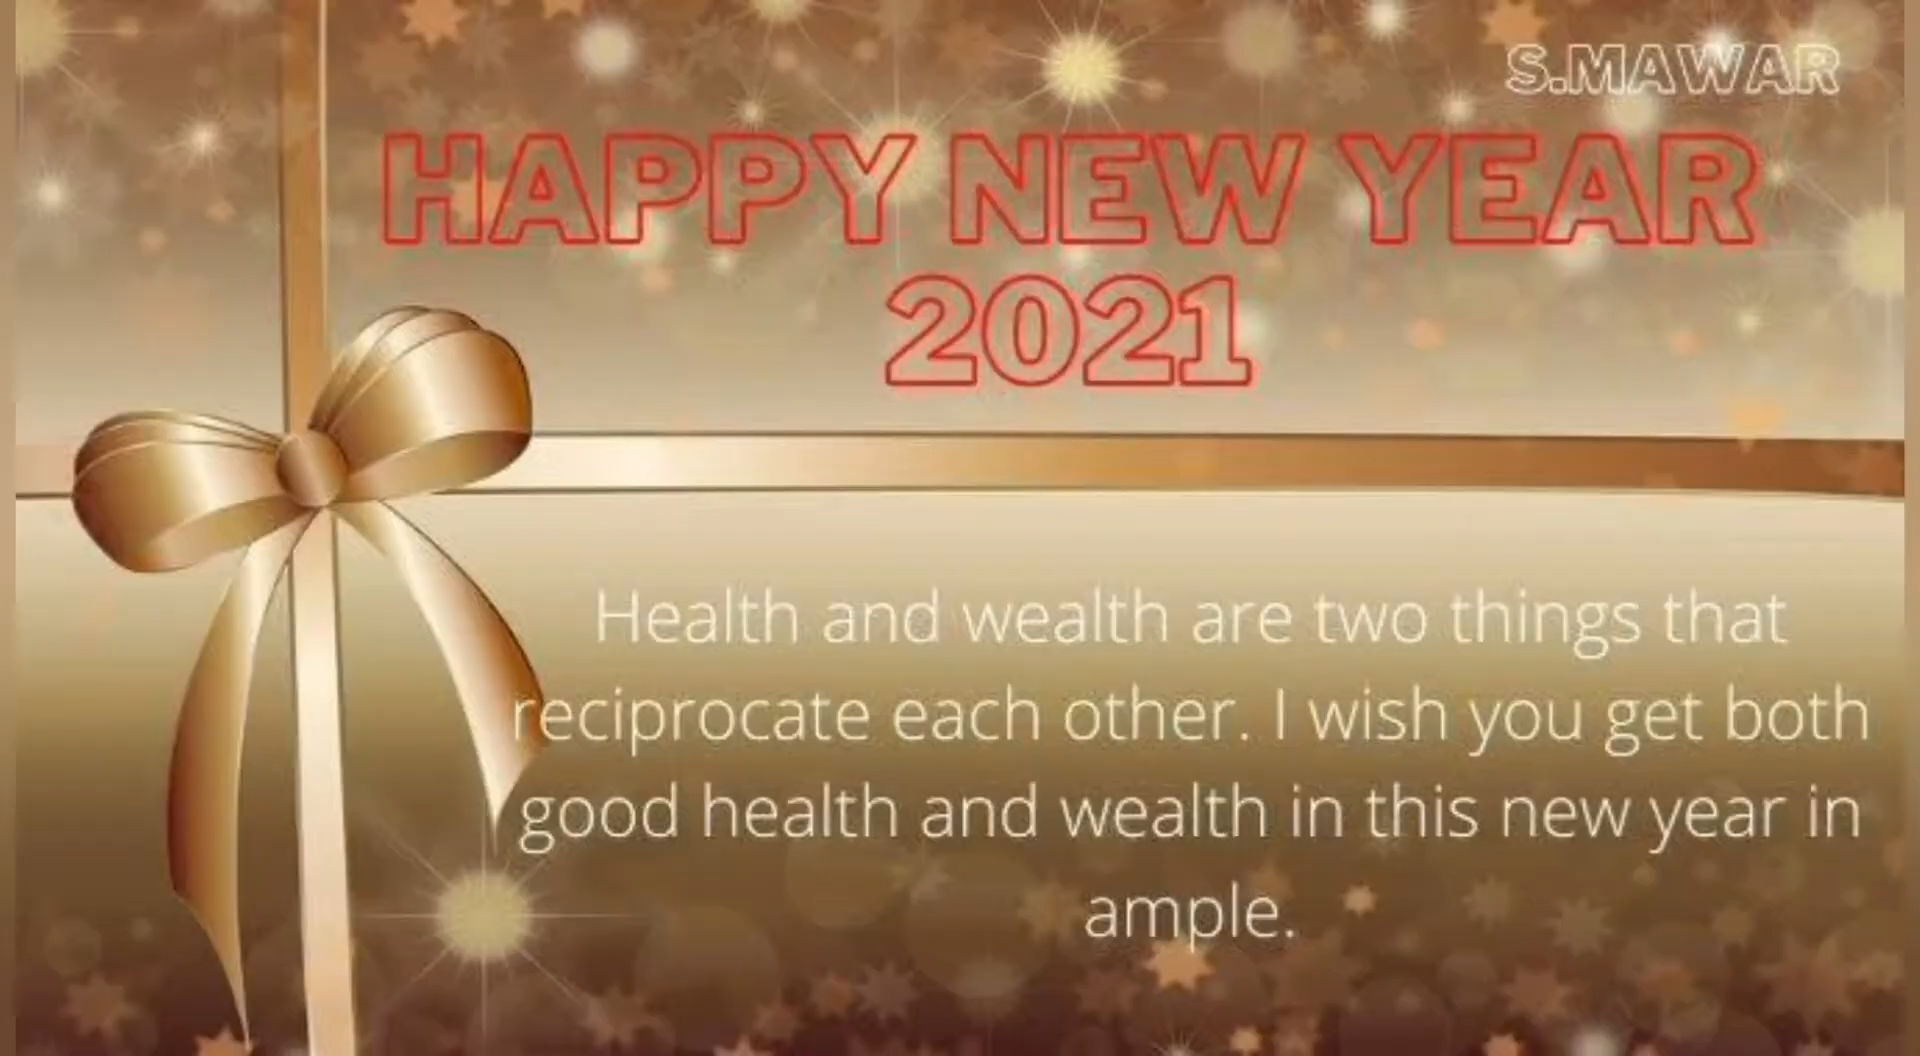 S.MAWAR
HAPPY NEW YEAR
2021
Health and wealth are two things that
reciprocate each other. I wish you get both
good health and wealth in this new year in
ample.